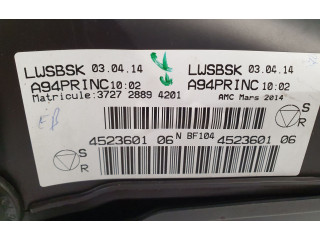 LWSBSK 03.04.14 LWSBSK 03.04.14
A94PRINC 10:02 A94PRINC 10:02
Matricule: 3727 2889 4201 AMC Mars 2014
EB
4523601 06 N BF104 4523601 06
S S
R R